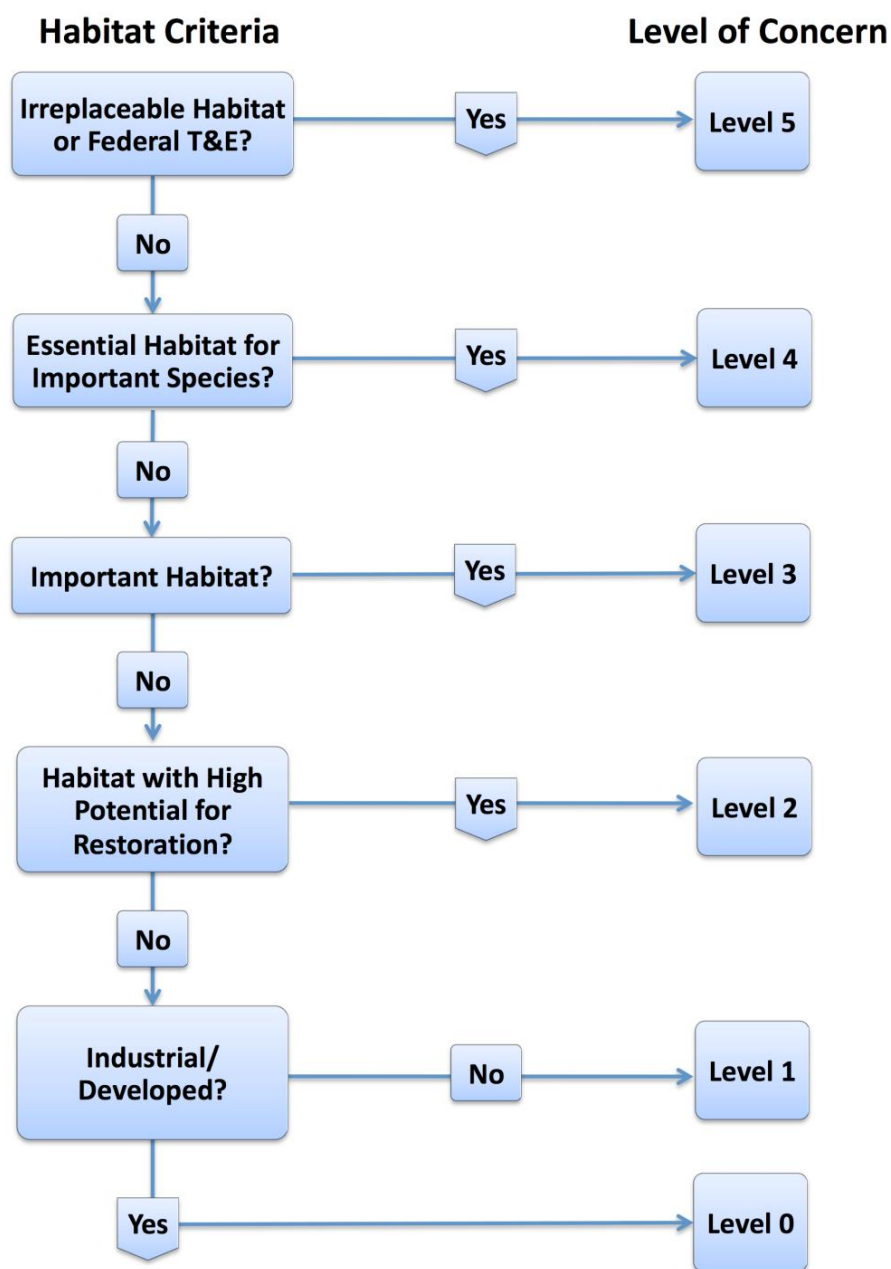 Habitat Criteria
Level of Concern
Irreplaceable Habitat
or Federal T&E?
Yes
Level 5
No
Essential Habitat for
Important Species?
Yes
Level 4
No
Important Habitat?
Yes
Level 3
No
Habitat with High
Potential for
Restoration?
Yes
Level 2
No
Industrial/
Developed?
No
Level 1
Yes
Level 0